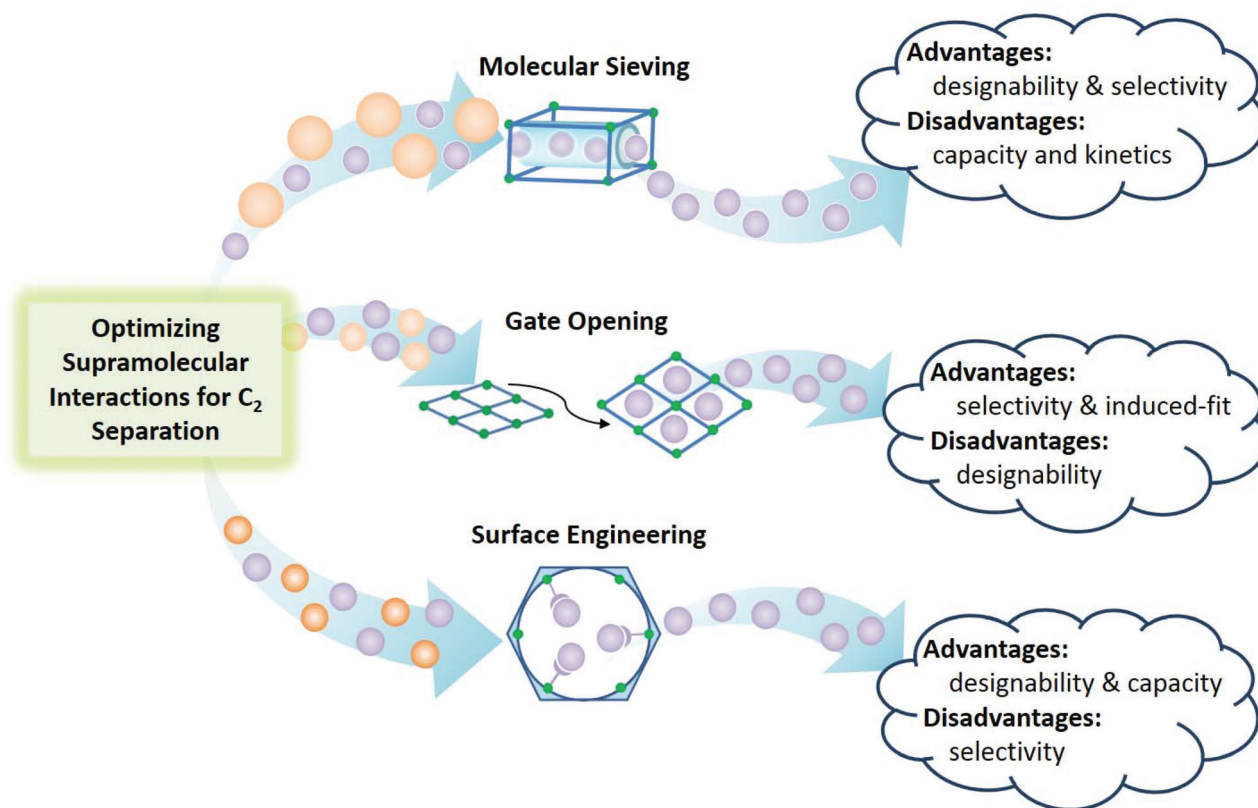 Molecular Sieving
Advantages:
designability & selectivity
Disadvantages:
capacity and kinetics
Optimizing
Supramolecular
Interactions for C₂
Separation
Gate Opening
Advantages:
selectivity & induced-fit
Disadvantages:
designability
Surface Engineering
Advantages:
designability & capacity
Disadvantages:
selectivity